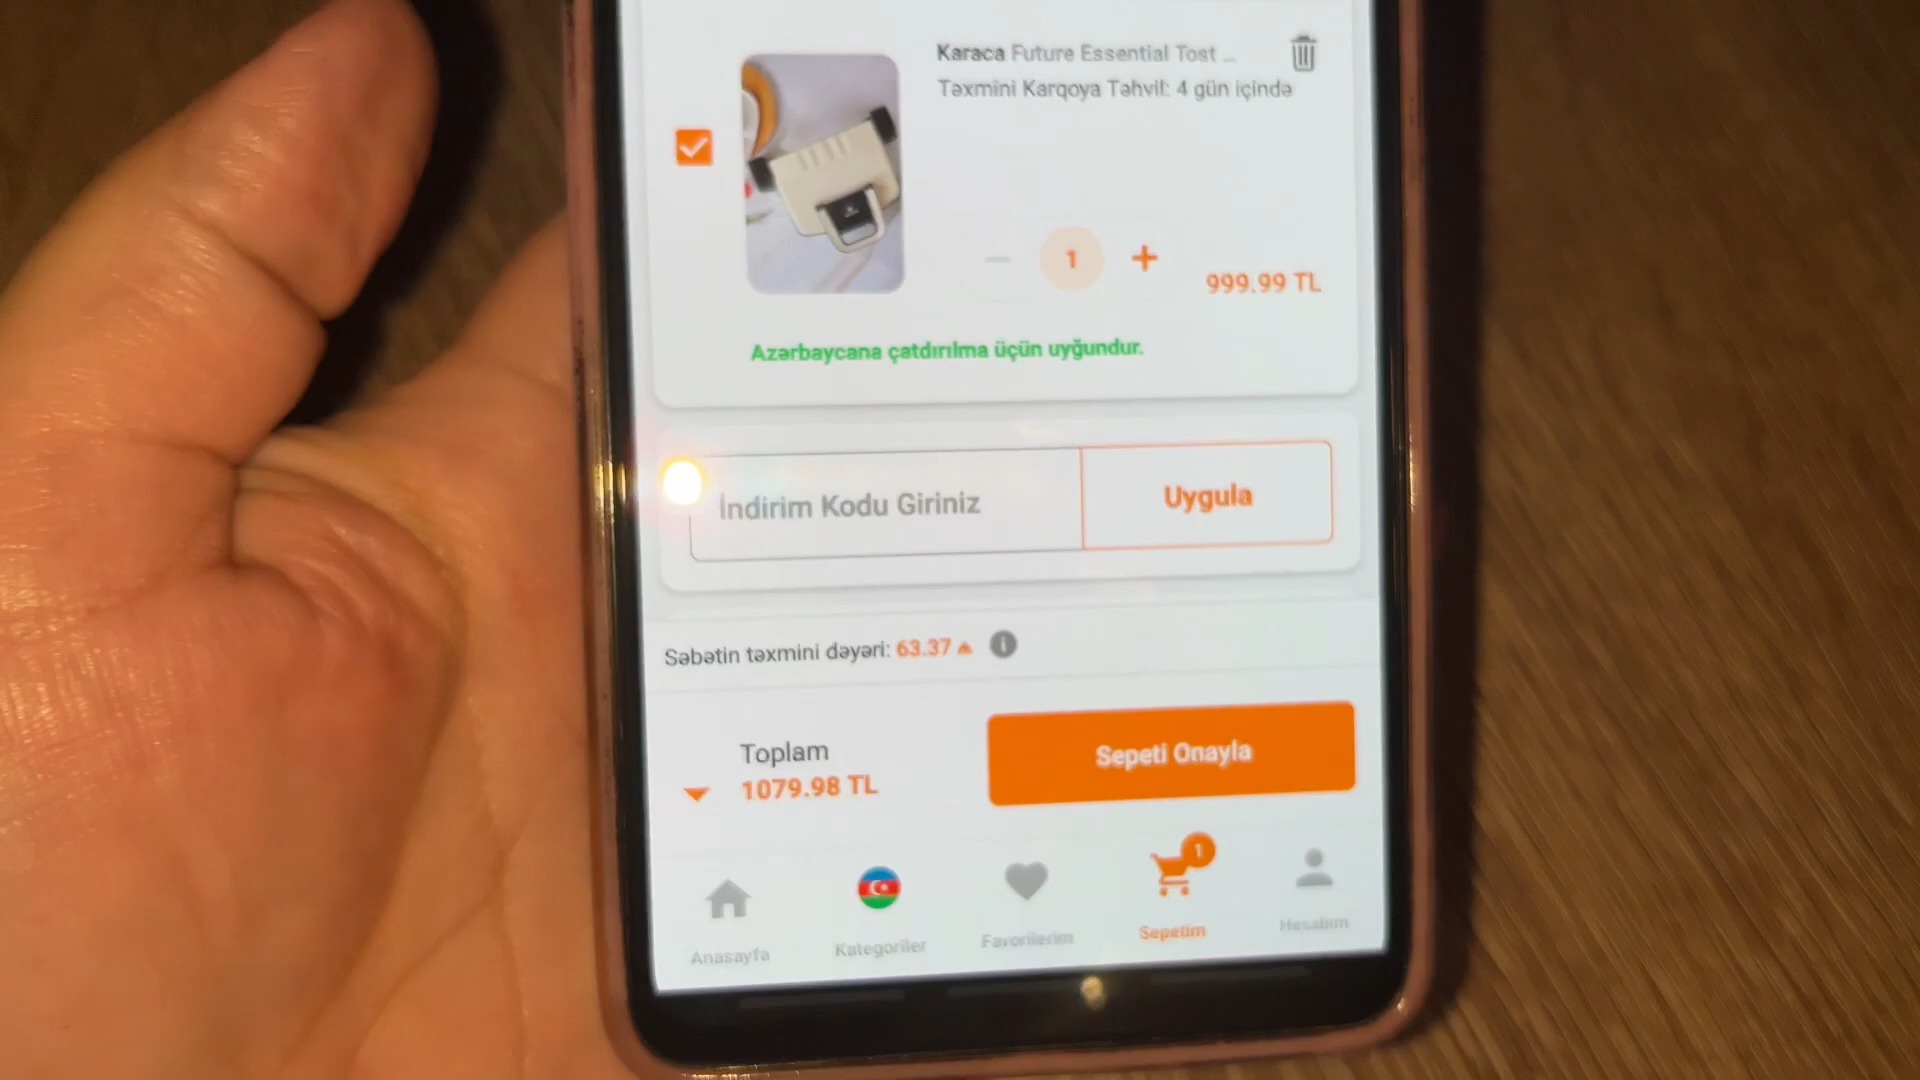 Karaca Future Essential Tost ...
Təxmini Karqoya Təhvil: 4 gün içində
1
999.99 TL
Azərbaycana çatdırılma üçün uyğundur.
İndirim Kodu Giriniz
Uygula
Səbətin təxmini dəyəri: 63.37 ₼
Toplam
1079.98 TL
Sepeti Onayla
1
Anasayfa
Kategoriler
Favorilerim
Sepetim
Hesabım